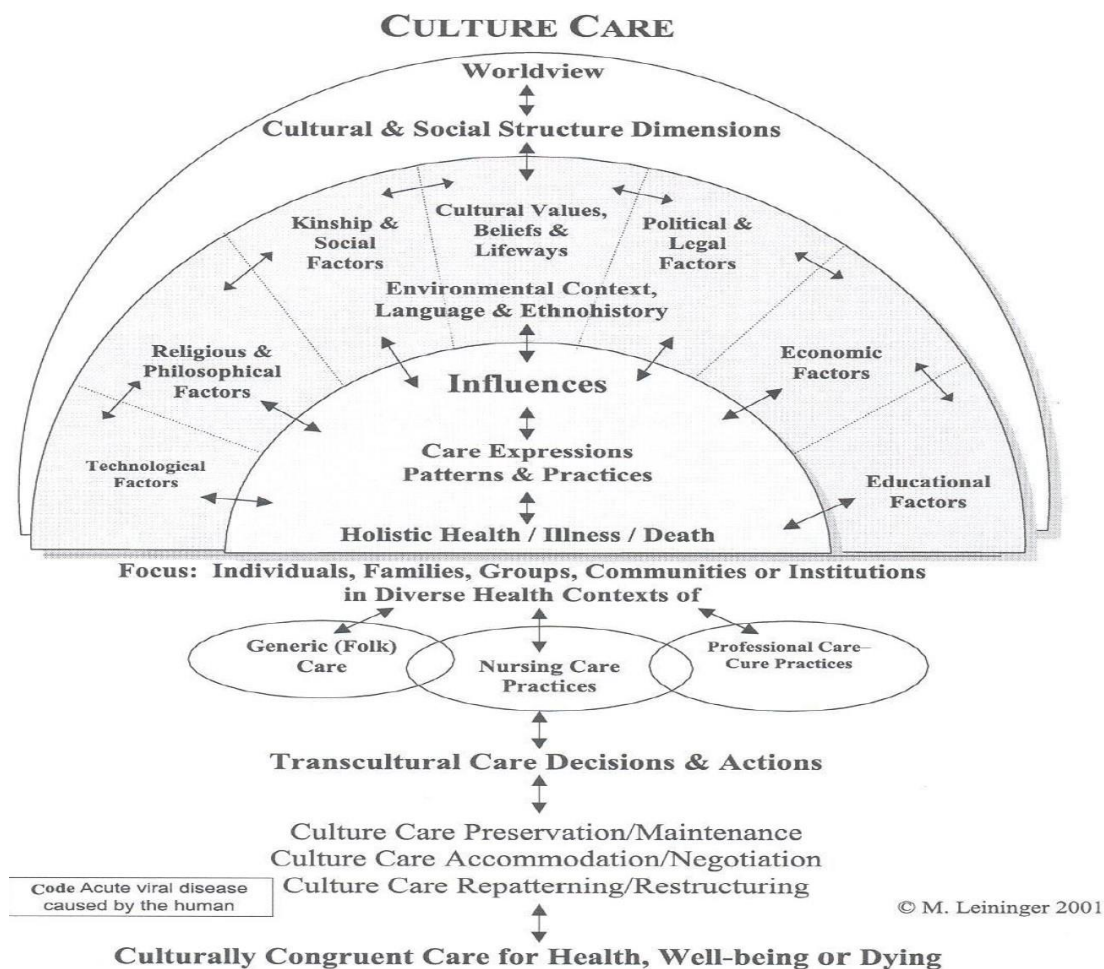 CULTURE CARE
Worldview
Cultural & Social Structure Dimensions
Kinship &
Social
Factors
Cultural Values,
Beliefs &
Lifeways
Political &
Legal
Factors
Environmental Context,
Language & Ethnohistory
Religious &
Philosophical
Factors
Economic
Factors
Technological
Factors
Educational
Factors
Influences
Care Expressions
Patterns & Practices
Holistic Health / Illness / Death
Focus: Individuals, Families, Groups, Communities or Institutions
in Diverse Health Contexts of
Generic (Folk)
Care
Nursing Care
Practices
Professional Care–
Cure Practices
Transcultural Care Decisions & Actions
Culture Care Preservation/Maintenance
Culture Care Accommodation/Negotiation
Culture Care Repatterning/Restructuring
Code Acute viral disease
caused by the human
© M. Leininger 2001
Culturally Congruent Care for Health, Well-being or Dying